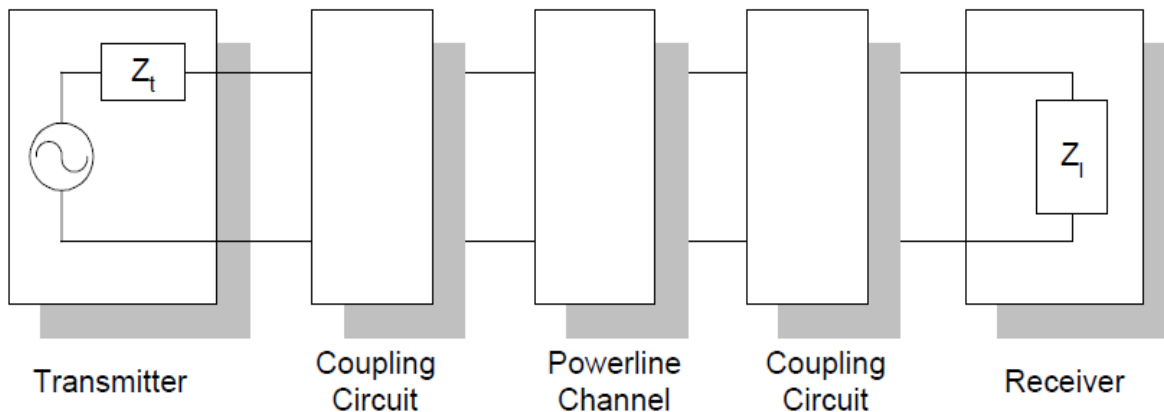 Zt
Zl
Transmitter
Coupling
Circuit
Powerline
Channel
Coupling
Circuit
Receiver